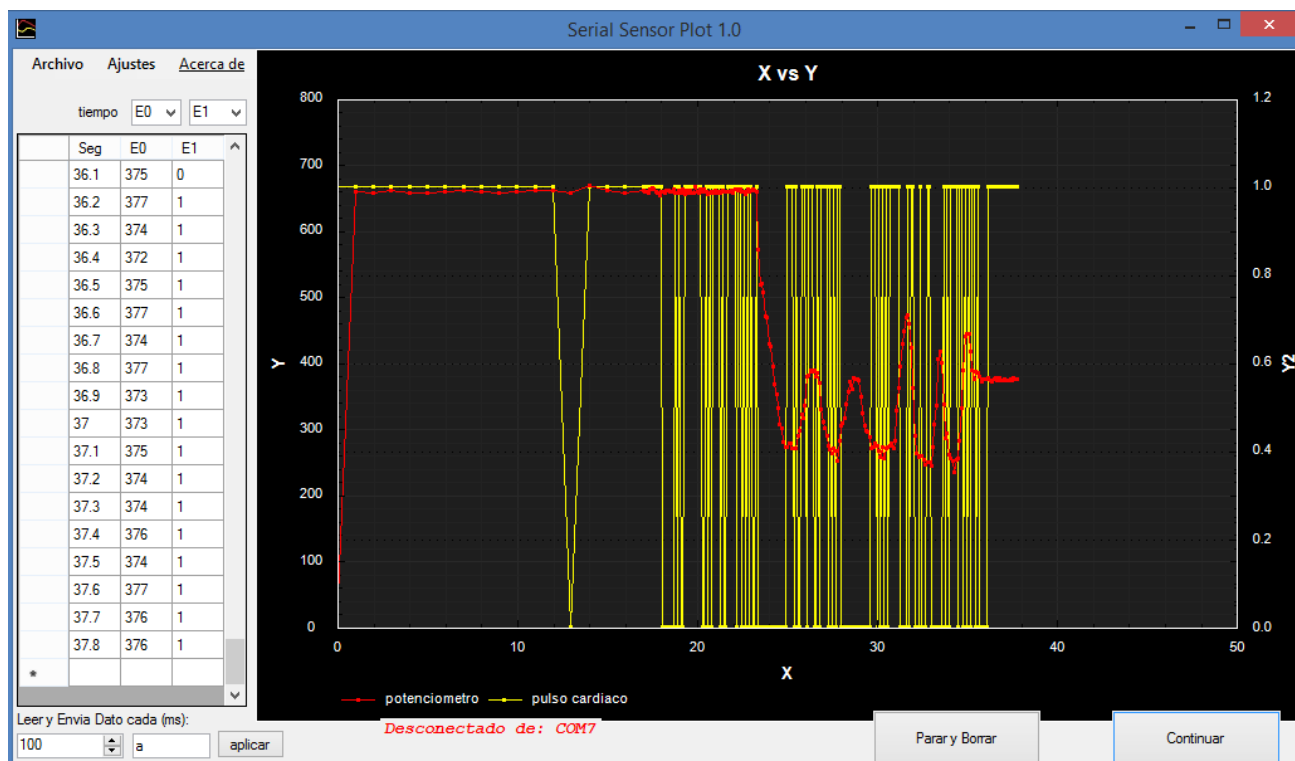 Serial Sensor Plot 1.0
Archivo Ajustes Acerca de
tiempo E0 E1
Seg E0 E1
36.1 375 0
36.2 377 1
36.3 374 1
36.4 372 1
36.5 375 1
36.6 377 1
36.7 374 1
36.8 377 1
36.9 373 1
37 373 1
37.1 375 1
37.2 374 1
37.3 374 1
37.4 376 1
37.5 374 1
37.6 377 1
37.7 376 1
37.8 376 1
*
Leer y Envia Dato cada (ms):
100 a aplicar
X vs Y
800
700
600
500
400
300
200
100
0
Y
1.2
1.0
0.8
0.6
0.4
0.2
0.0
Y2
0 10 20 30 40 50
X
potenciometro pulso cardiaco
Desconectado de: COM7
Parar y Borrar
Continuar